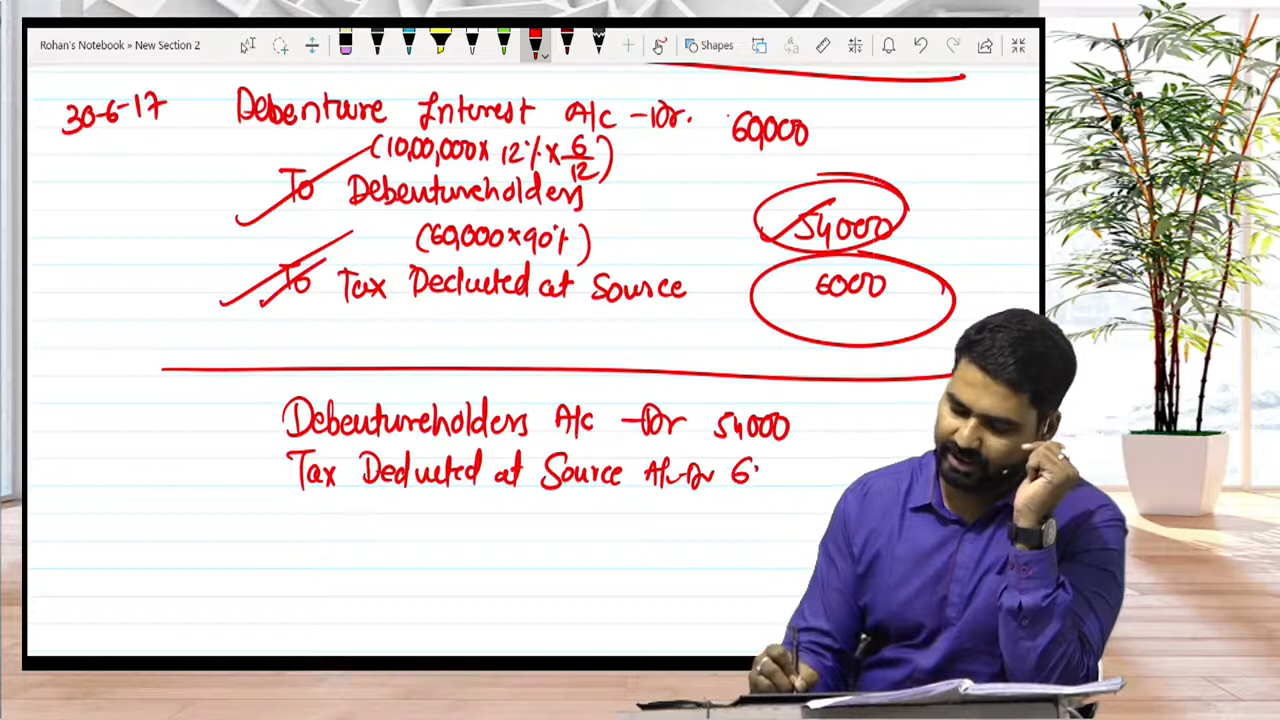 Rohan's Notebook » New Section 2
Shapes
30-6-17 Debenture Interest A/c -Dr. 60,000
(10,00,000 x 12% x 6/12)
To Debentureholders 54000
(60,000 x 90%)
To Tax Deducted at Source 6000
Debentureholders A/c -Dr 54000
Tax Deducted at Source A/c-Dr 6